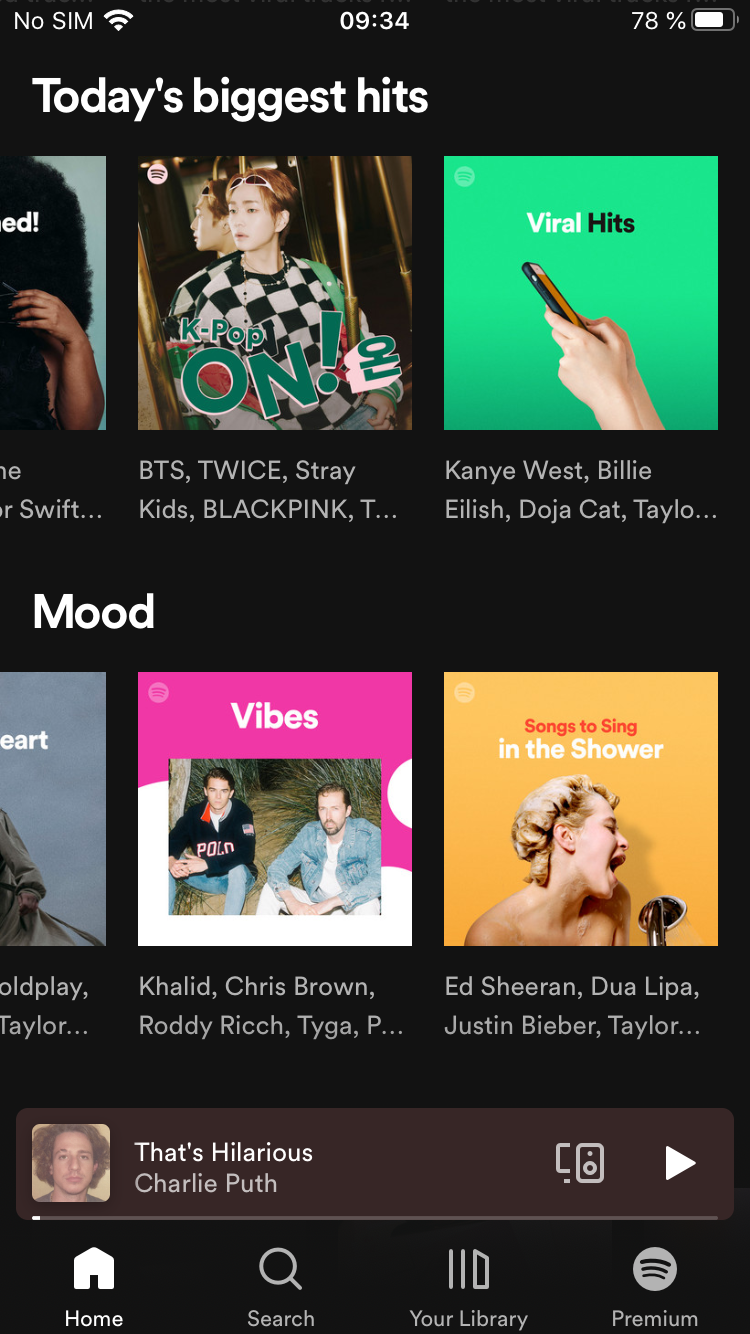 No SIM 09:34 78 %
Today's biggest hits
ned!
K-Pop
ON!
온
Viral Hits
ne
or Swift...
BTS, TWICE, Stray
Kids, BLACKPINK, T...
Kanye West, Billie
Eilish, Doja Cat, Taylo...
Mood
eart
Vibes
POLO
Songs to Sing
in the Shower
oldplay,
Taylor...
Khalid, Chris Brown,
Roddy Ricch, Tyga, P...
Ed Sheeran, Dua Lipa,
Justin Bieber, Taylor...
That's Hilarious
Charlie Puth
Home
Search
Your Library
Premium